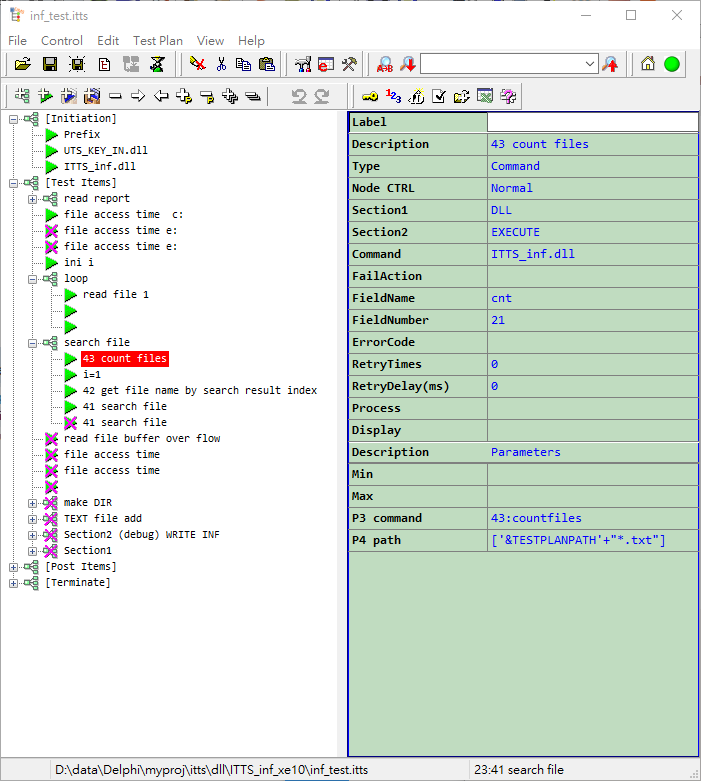 inf_test.itts
File Control Edit Test Plan View Help
[Initiation]
Prefix
UTS_KEY_IN.dll
ITTS_inf.dll
[Test Items]
read report
file access time  c:
file access time e:
file access time e:
ini i
loop
read file 1
search file
43 count files
i=1
42 get file name by search result index
41 search file
41 search file
read file buffer over flow
file access time
file access time
make DIR
TEXT file add
Section2 (debug) WRITE INF
Section1
[Post Items]
[Terminate]
Label
Description 43 count files
Type Command
Node CTRL Normal
Section1 DLL
Section2 EXECUTE
Command ITTS_inf.dll
FailAction
FieldName cnt
FieldNumber 21
ErrorCode
RetryTimes 0
RetryDelay(ms) 0
Process
Display
Description Parameters
Min
Max
P3 command 43:countfiles
P4 path ['&TESTPLANPATH'+"*.txt"]
D:\data\Delphi\myproj\itts\dll\ITTS_inf_xe10\inf_test.itts 23:41 search file